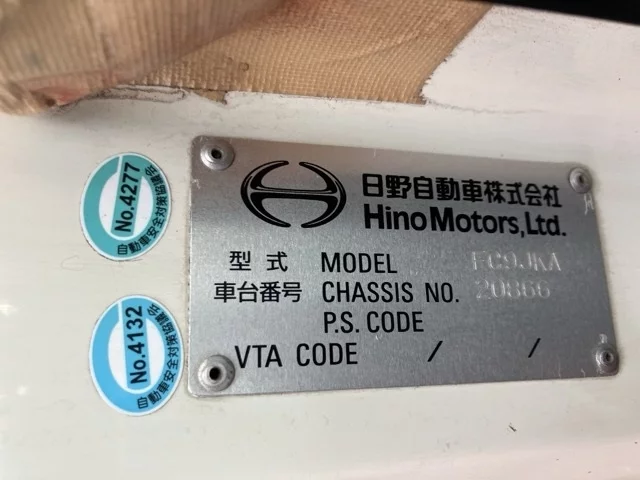 日野自動車株式会社
Hino Motors, Ltd.
型式 MODEL FC9JKA
車台番号 CHASSIS NO. 20866
P.S. CODE
VTA CODE / /
No.4277
自動車安全対策協議会
No.4132
自動車安全対策協議会